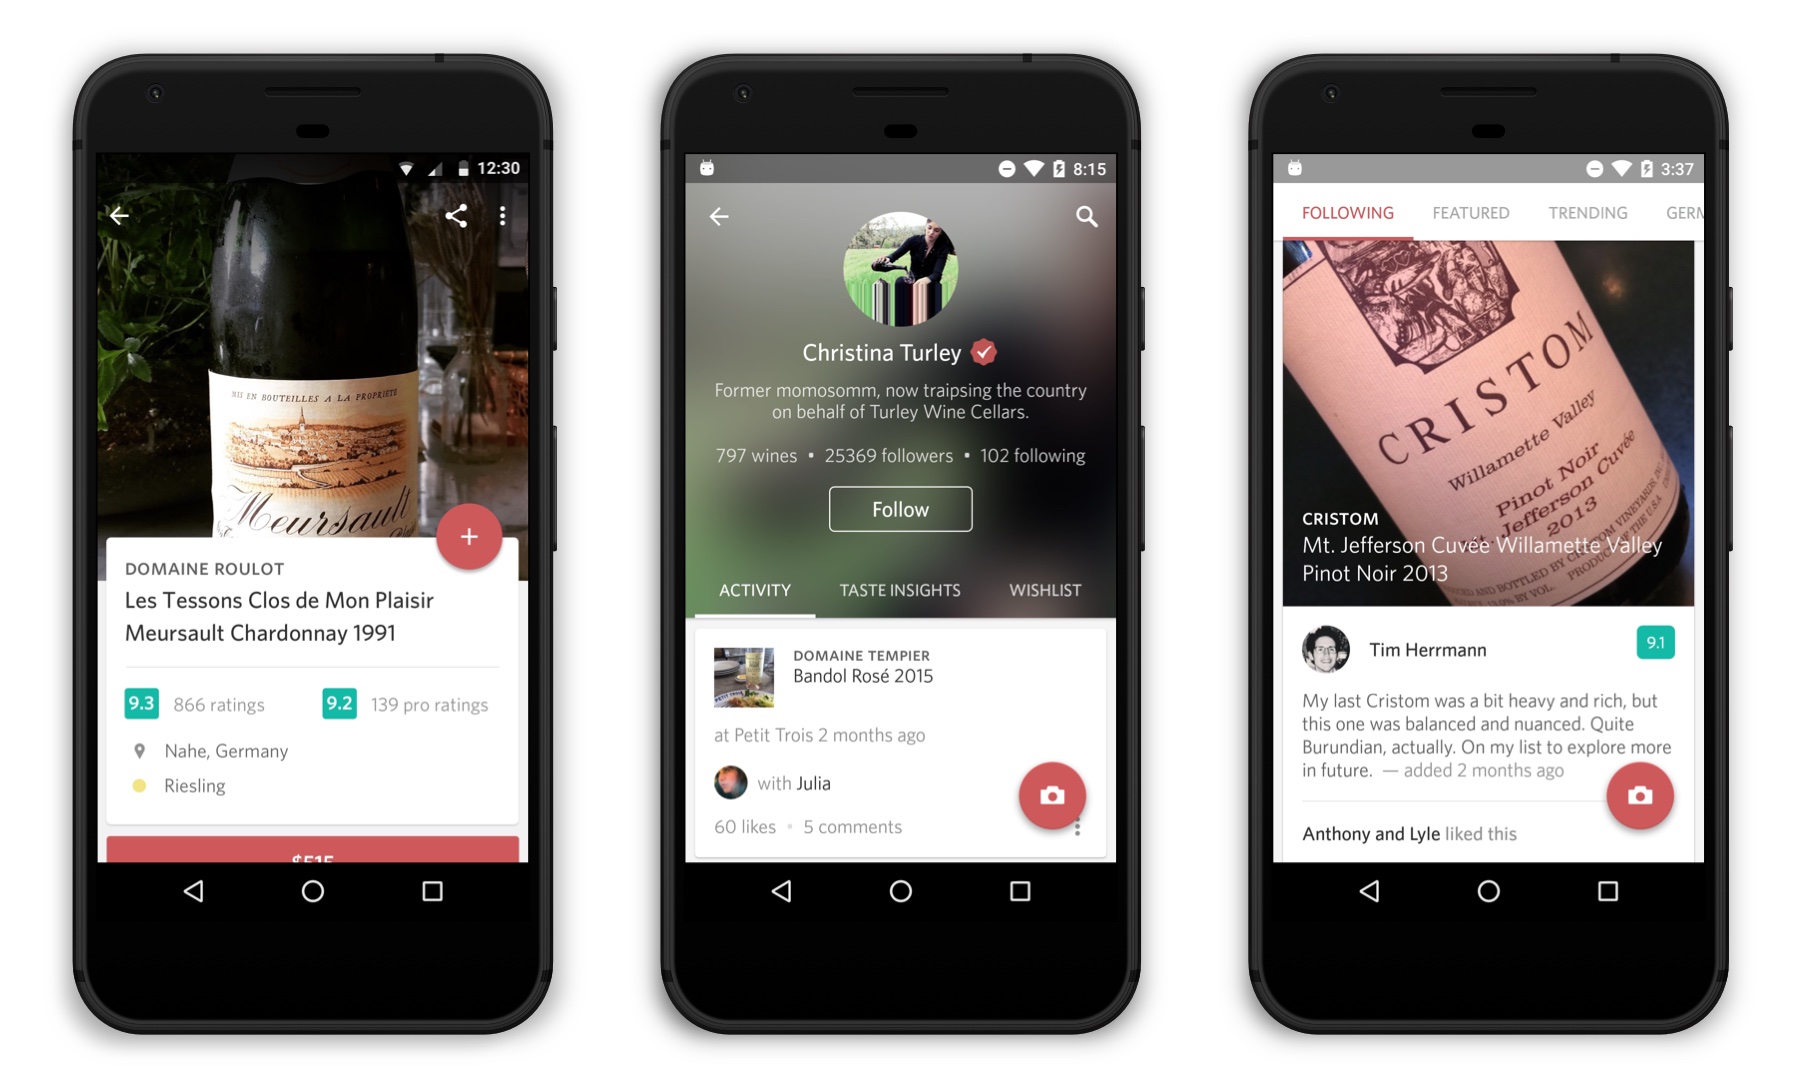 12:30
MIS EN BOUTEILLES A LA PROPRIÉTÉ
Meursault
DOMAINE ROULOT
Les Tessons Clos de Mon Plaisir
Meursault Chardonnay 1991
9.3 866 ratings 9.2 139 pro ratings
Nahe, Germany
Riesling
$515
8:15
Christina Turley
Former momosomm, now traipsing the country
on behalf of Turley Wine Cellars.
797 wines • 25369 followers • 102 following
Follow
ACTIVITY TASTE INSIGHTS WISHLIST
DOMAINE TEMPIER
Bandol Rosé 2015
at Petit Trois 2 months ago
with Julia
60 likes • 5 comments
3:37
FOLLOWING FEATURED TRENDING GERM
CRISTOM
Willamette Valley
Pinot Noir
Mt. Jefferson Cuvée
2013
CRISTOM
Mt. Jefferson Cuvée Willamette Valley
Pinot Noir 2013
Tim Herrmann 9.1
My last Cristom was a bit heavy and rich, but
this one was balanced and nuanced. Quite
Burundian, actually. On my list to explore more
in future. — added 2 months ago
Anthony and Lyle liked this